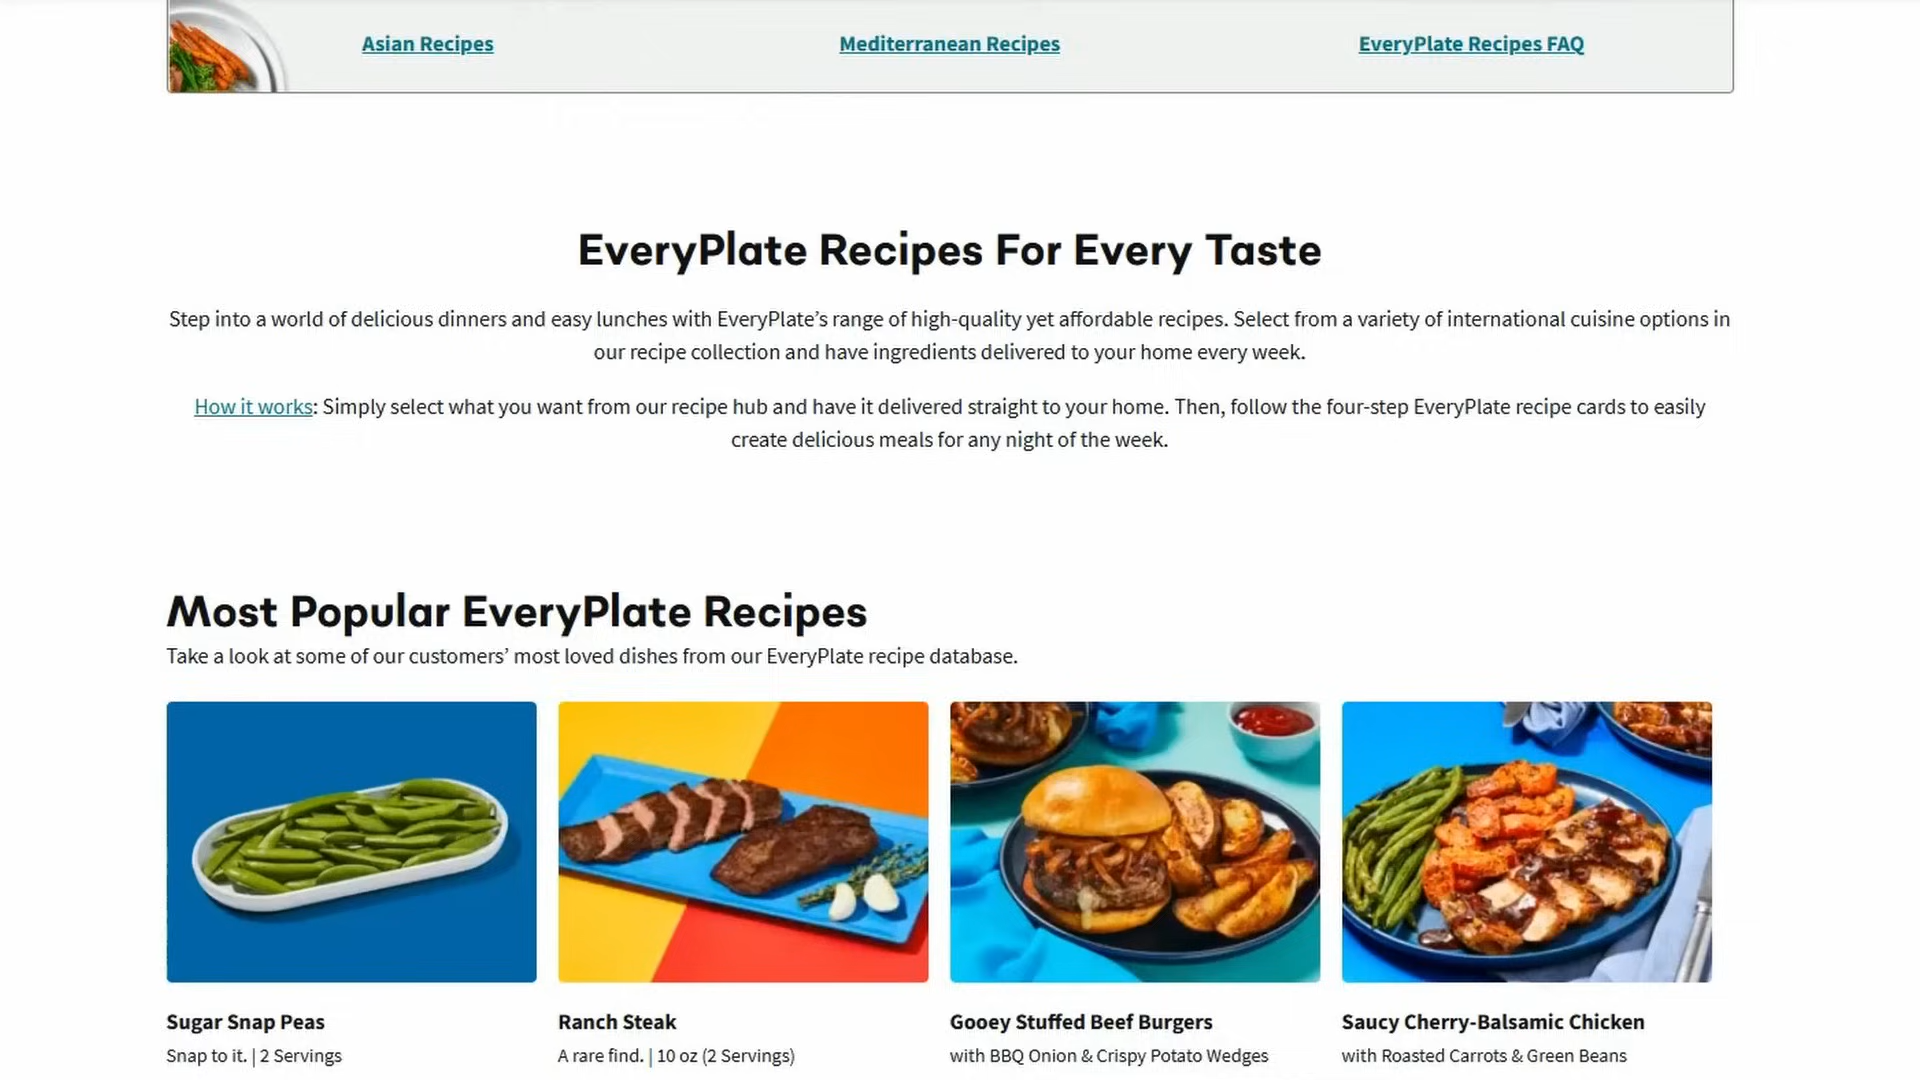 Asian Recipes
Mediterranean Recipes
EveryPlate Recipes FAQ
EveryPlate Recipes For Every Taste
Step into a world of delicious dinners and easy lunches with EveryPlate’s range of high-quality yet affordable recipes. Select from a variety of international cuisine options in
our recipe collection and have ingredients delivered to your home every week.
How it works: Simply select what you want from our recipe hub and have it delivered straight to your home. Then, follow the four-step EveryPlate recipe cards to easily
create delicious meals for any night of the week.
Most Popular EveryPlate Recipes
Take a look at some of our customers’ most loved dishes from our EveryPlate recipe database.
Sugar Snap Peas
Snap to it. | 2 Servings
Ranch Steak
A rare find. | 10 oz (2 Servings)
Gooey Stuffed Beef Burgers
with BBQ Onion & Crispy Potato Wedges
Saucy Cherry-Balsamic Chicken
with Roasted Carrots & Green Beans